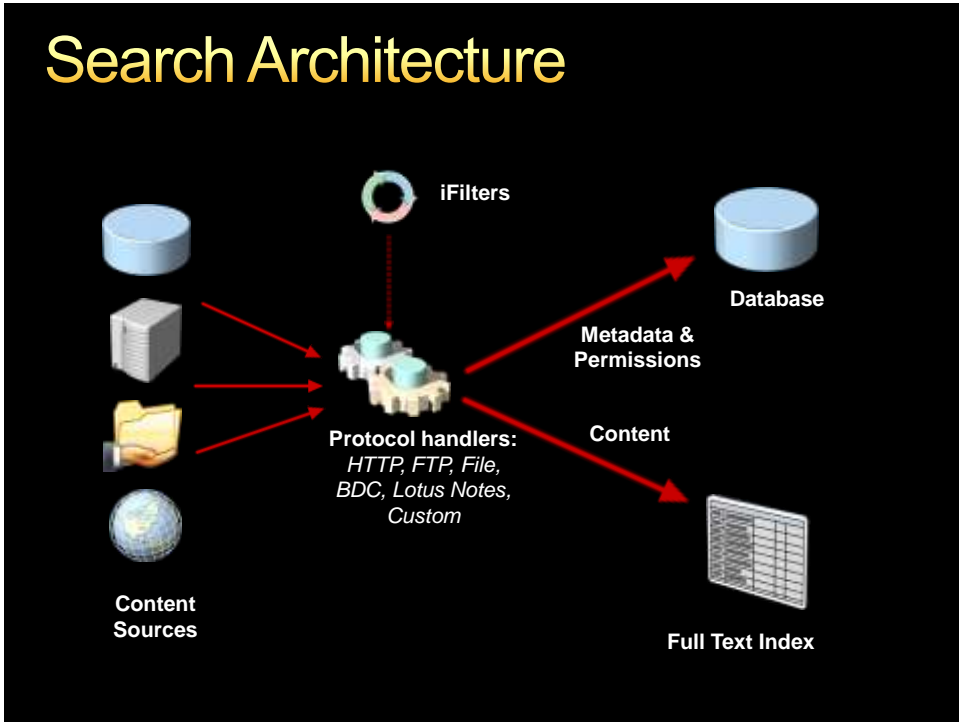 Search Architecture
iFilters
Database
Metadata &
Permissions
Protocol handlers:
HTTP, FTP, File,
BDC, Lotus Notes,
Custom
Content
Content
Sources
Full Text Index